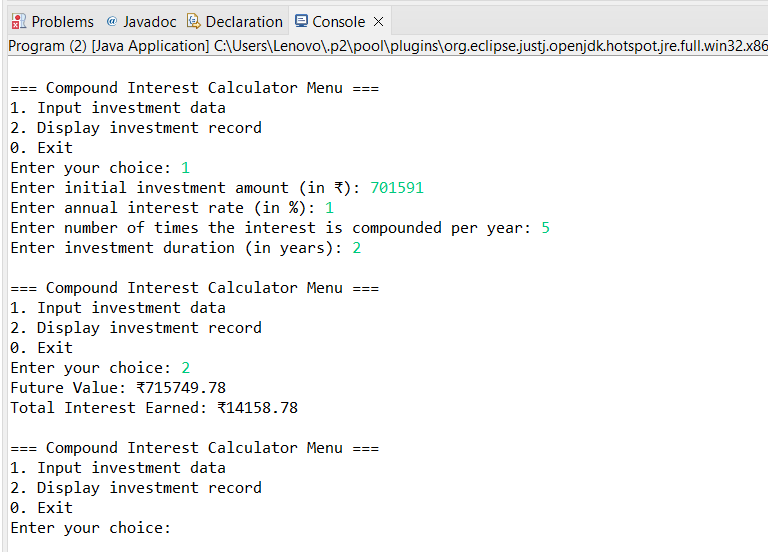 Problems @ Javadoc Declaration Console
Program (2) [Java Application] C:\Users\Lenovo\.p2\pool\plugins\org.eclipse.justj.openjdk.hotspot.jre.full.win32.x86
=== Compound Interest Calculator Menu ===
1. Input investment data
2. Display investment record
0. Exit
Enter your choice: 1
Enter initial investment amount (in ₹): 701591
Enter annual interest rate (in %): 1
Enter number of times the interest is compounded per year: 5
Enter investment duration (in years): 2
=== Compound Interest Calculator Menu ===
1. Input investment data
2. Display investment record
0. Exit
Enter your choice: 2
Future Value: ₹715749.78
Total Interest Earned: ₹14158.78
=== Compound Interest Calculator Menu ===
1. Input investment data
2. Display investment record
0. Exit
Enter your choice: